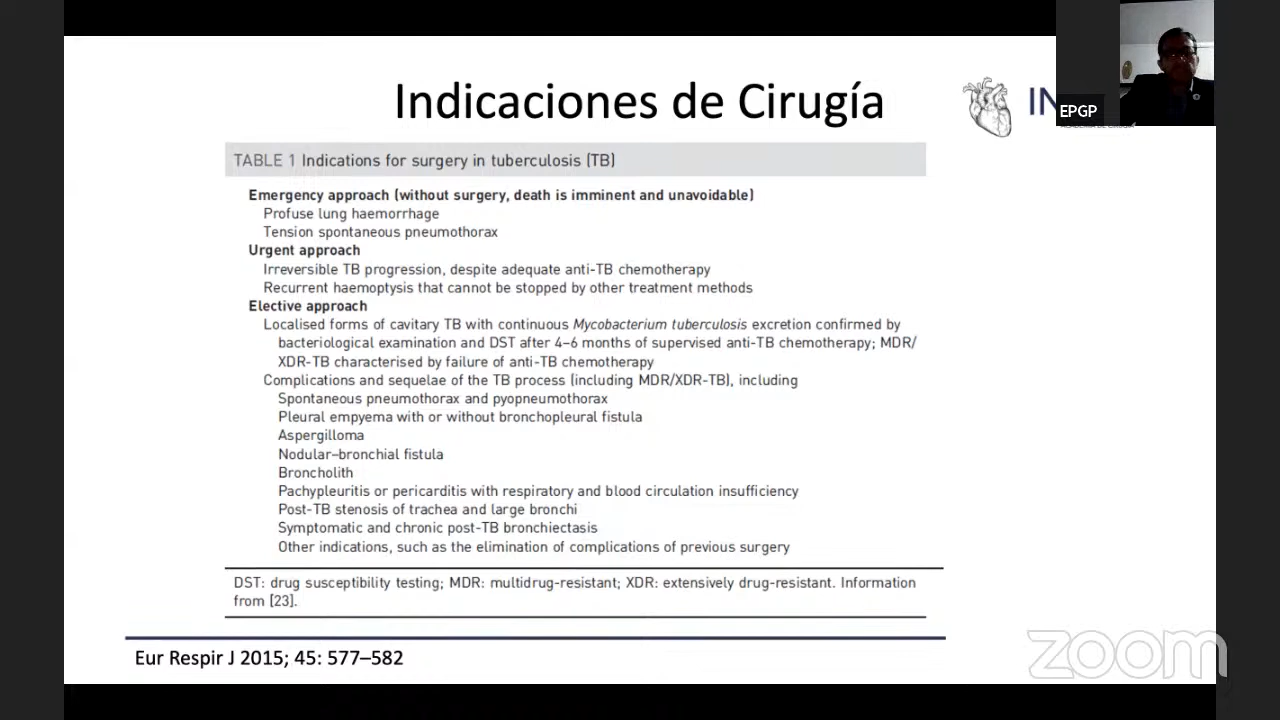 Indicaciones de Cirugía
IN
EPGP
TABLE 1 Indications for surgery in tuberculosis (TB)
Emergency approach (without surgery, death is imminent and unavoidable)
Profuse lung haemorrhage
Tension spontaneous pneumothorax
Urgent approach
Irreversible TB progression, despite adequate anti-TB chemotherapy
Recurrent haemoptysis that cannot be stopped by other treatment methods
Elective approach
Localised forms of cavitary TB with continuous Mycobacterium tuberculosis excretion confirmed by
bacteriological examination and DST after 4–6 months of supervised anti-TB chemotherapy; MDR/
XDR-TB characterised by failure of anti-TB chemotherapy
Complications and sequelae of the TB process (including MDR/XDR-TB), including
Spontaneous pneumothorax and pyopneumothorax
Pleural empyema with or without bronchopleural fistula
Aspergilloma
Nodular–bronchial fistula
Broncholith
Pachypleuritis or pericarditis with respiratory and blood circulation insufficiency
Post-TB stenosis of trachea and large bronchi
Symptomatic and chronic post-TB bronchiectasis
Other indications, such as the elimination of complications of previous surgery
DST: drug susceptibility testing; MDR: multidrug-resistant; XDR: extensively drug-resistant. Information
from [23].
Eur Respir J 2015; 45: 577–582
zoom